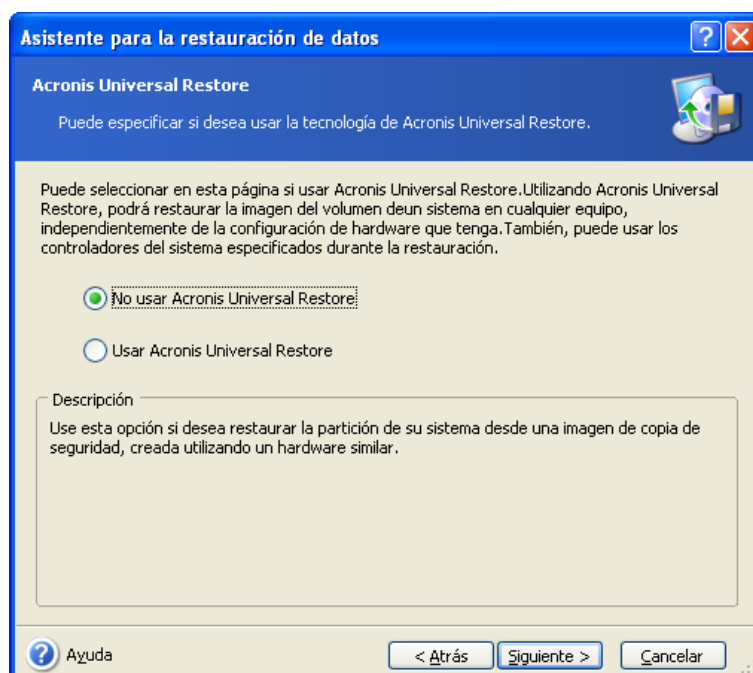 Asistente para la restauración de datos
Acronis Universal Restore
Puede especificar si desea usar la tecnología de Acronis Universal Restore.
Puede seleccionar en esta página si usar Acronis Universal Restore.Utilizando Acronis Universal
Restore, podrá restaurar la imagen del volumen deun sistema en cualquier equipo,
independientemente de la configuración de hardware que tenga.También, puede usar los
controladores del sistema especificados durante la restauración.
No usar Acronis Universal Restore
Usar Acronis Universal Restore
Descripción
Use esta opción si desea restaurar la partición de su sistema desde una imagen de copia de
seguridad, creada utilizando un hardware similar.
Ayuda
< Atrás
Siguiente >
Cancelar